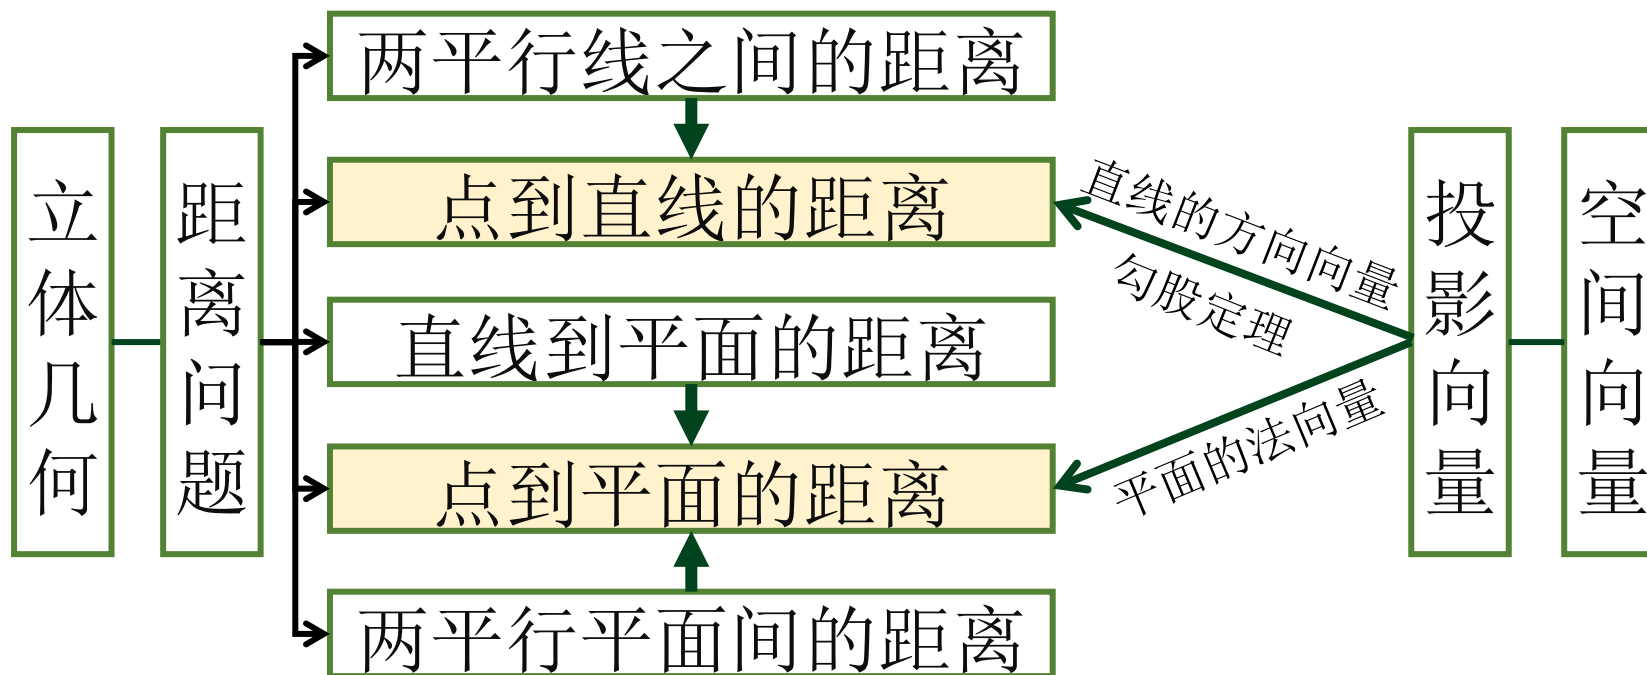 立体几何
距离问题
两平行线之间的距离
点到直线的距离
直线到平面的距离
点到平面的距离
两平行平面间的距离
直线的方向向量
勾股定理
平面的法向量
投影向量
空间向量